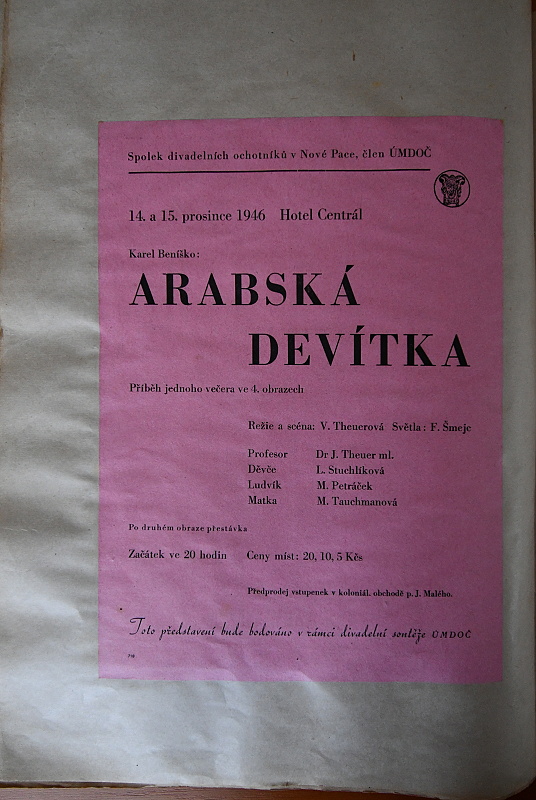 Spolek divadelních ochotníků v Nové Pace, člen ÚMDOČ
14. a 15. prosince 1946 Hotel Centrál
Karel Beníško:
ARABSKÁ
DEVÍTKA
Příběh jednoho večera ve 4. obrazech
Režie a scéna: V. Theuerová Světla: F. Šmejc
Profesor Dr J. Theuer ml.
Děvče L. Stuchlíková
Ludvík M. Petráček
Matka M. Tauchmanová
Po druhém obraze přestávka
Začátek ve 20 hodin Ceny míst: 20, 10, 5 Kčs
Předprodej vstupenek v koloniál. obchodě p. J. Malého.
Toto představení bude bodováno v rámci divadelní soutěže ÚMDOČ